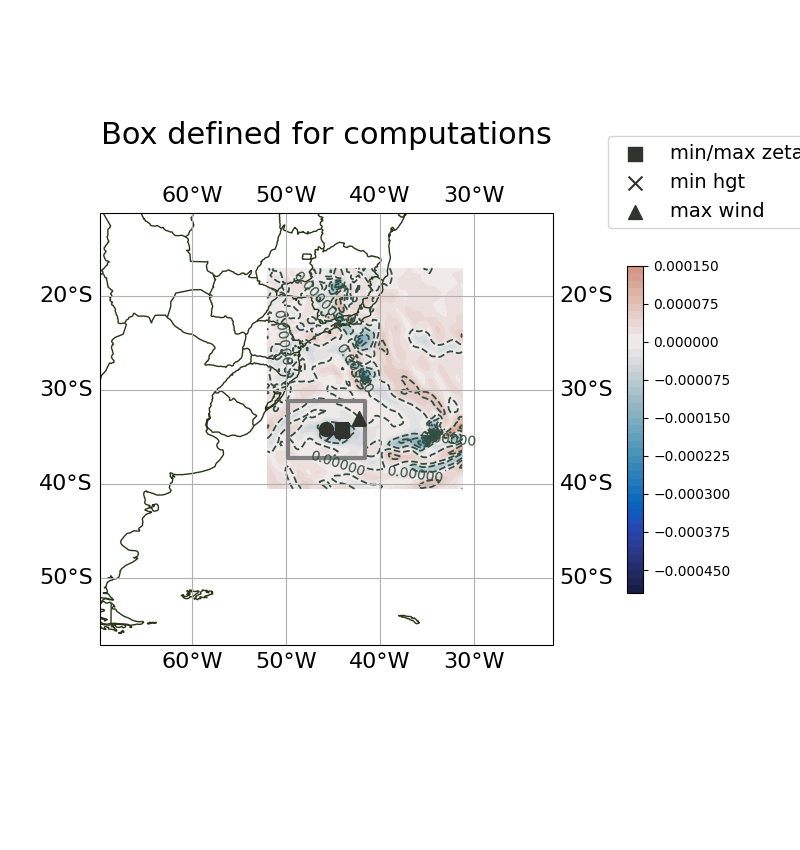 Box defined for computations
min/max zeta
min hgt
max wind
60°W 50°W 40°W 30°W
20°S 20°S
30°S 30°S
40°S 40°S
50°S 50°S
60°W 50°W 40°W 30°W
0.00000
0.00000
0.000150
0.000075
0.000000
−0.000075
−0.000150
−0.000225
−0.000300
−0.000375
−0.000450